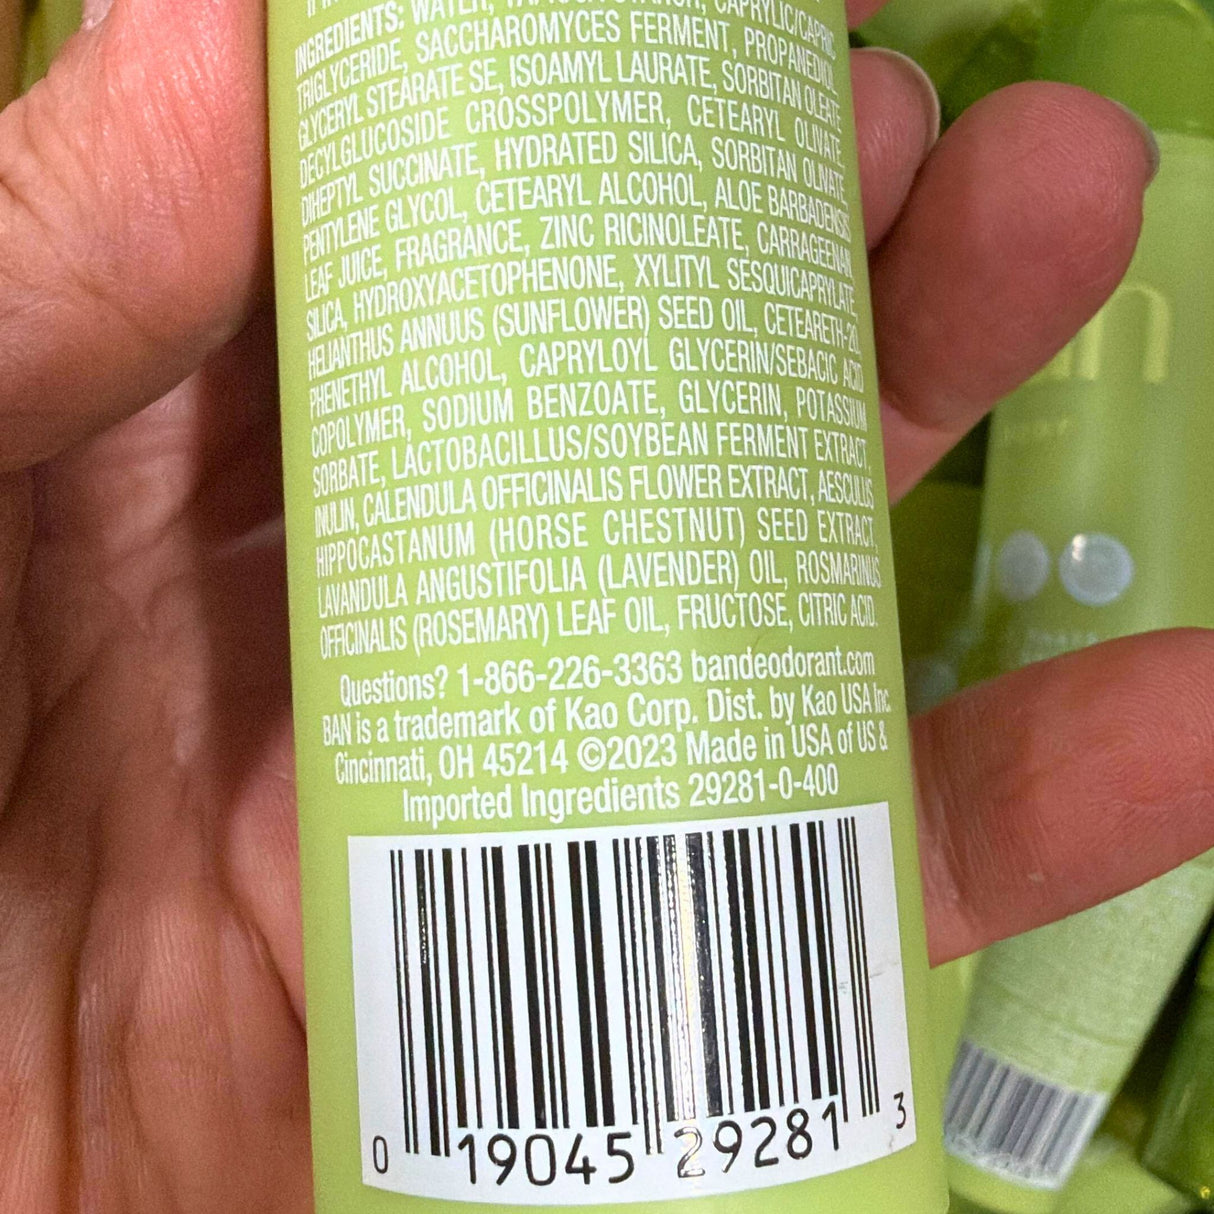 INGREDIENTS: WATER, TAPIOCA STARCH, CAPRYLIC/CAPRIC
TRIGLYCERIDE, SACCHAROMYCES FERMENT, PROPANEDIOL,
GLYCERYL STEARATE SE, ISOAMYL LAURATE, SORBITAN OLEATE
DECYLGLUCOSIDE CROSSPOLYMER, CETEARYL OLIVATE,
DIHEPTYL SUCCINATE, HYDRATED SILICA, SORBITAN OLIVATE,
PENTYLENE GLYCOL, CETEARYL ALCOHOL, ALOE BARBADENSIS
LEAF JUICE, FRAGRANCE, ZINC RICINOLEATE, CARRAGEENAN,
SILICA, HYDROXYACETOPHENONE, XYLITYL SESQUICAPRYLATE,
HELIANTHUS ANNUUS (SUNFLOWER) SEED OIL, CETEARETH-20,
PHENETHYL ALCOHOL, CAPRYLOYL GLYCERIN/SEBACIC ACID
COPOLYMER, SODIUM BENZOATE, GLYCERIN, POTASSIUM
SORBATE, LACTOBACILLUS/SOYBEAN FERMENT EXTRACT,
INULIN, CALENDULA OFFICINALIS FLOWER EXTRACT, AESCULUS
HIPPOCASTANUM (HORSE CHESTNUT) SEED EXTRACT,
LAVANDULA ANGUSTIFOLIA (LAVENDER) OIL, ROSMARINUS
OFFICINALIS (ROSEMARY) LEAF OIL, FRUCTOSE, CITRIC ACID.
Questions? 1-866-226-3363 bandeodorant.com
BAN is a trademark of Kao Corp. Dist. by Kao USA Inc.
Cincinnati, OH 45214 ©2023 Made in USA of US &
Imported Ingredients 29281-0-400
0 19045 29281 3